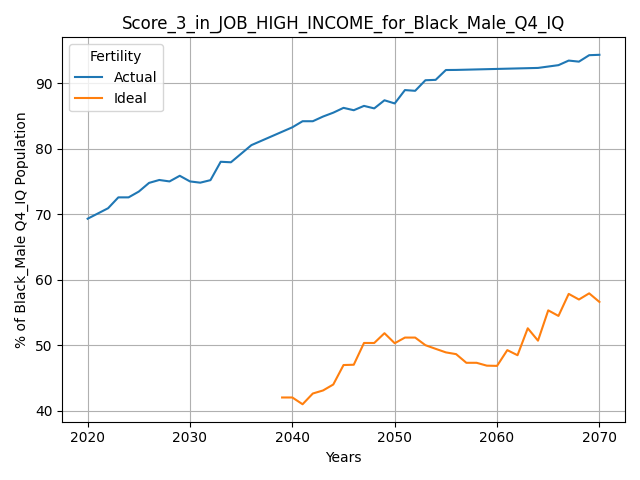 Score_3_in_JOB_HIGH_INCOME_for_Black_Male_Q4_IQ
Fertility
Actual
Ideal
% of Black_Male Q4_IQ Population
90
80
70
60
50
40
2020 2030 2040 2050 2060 2070
Years